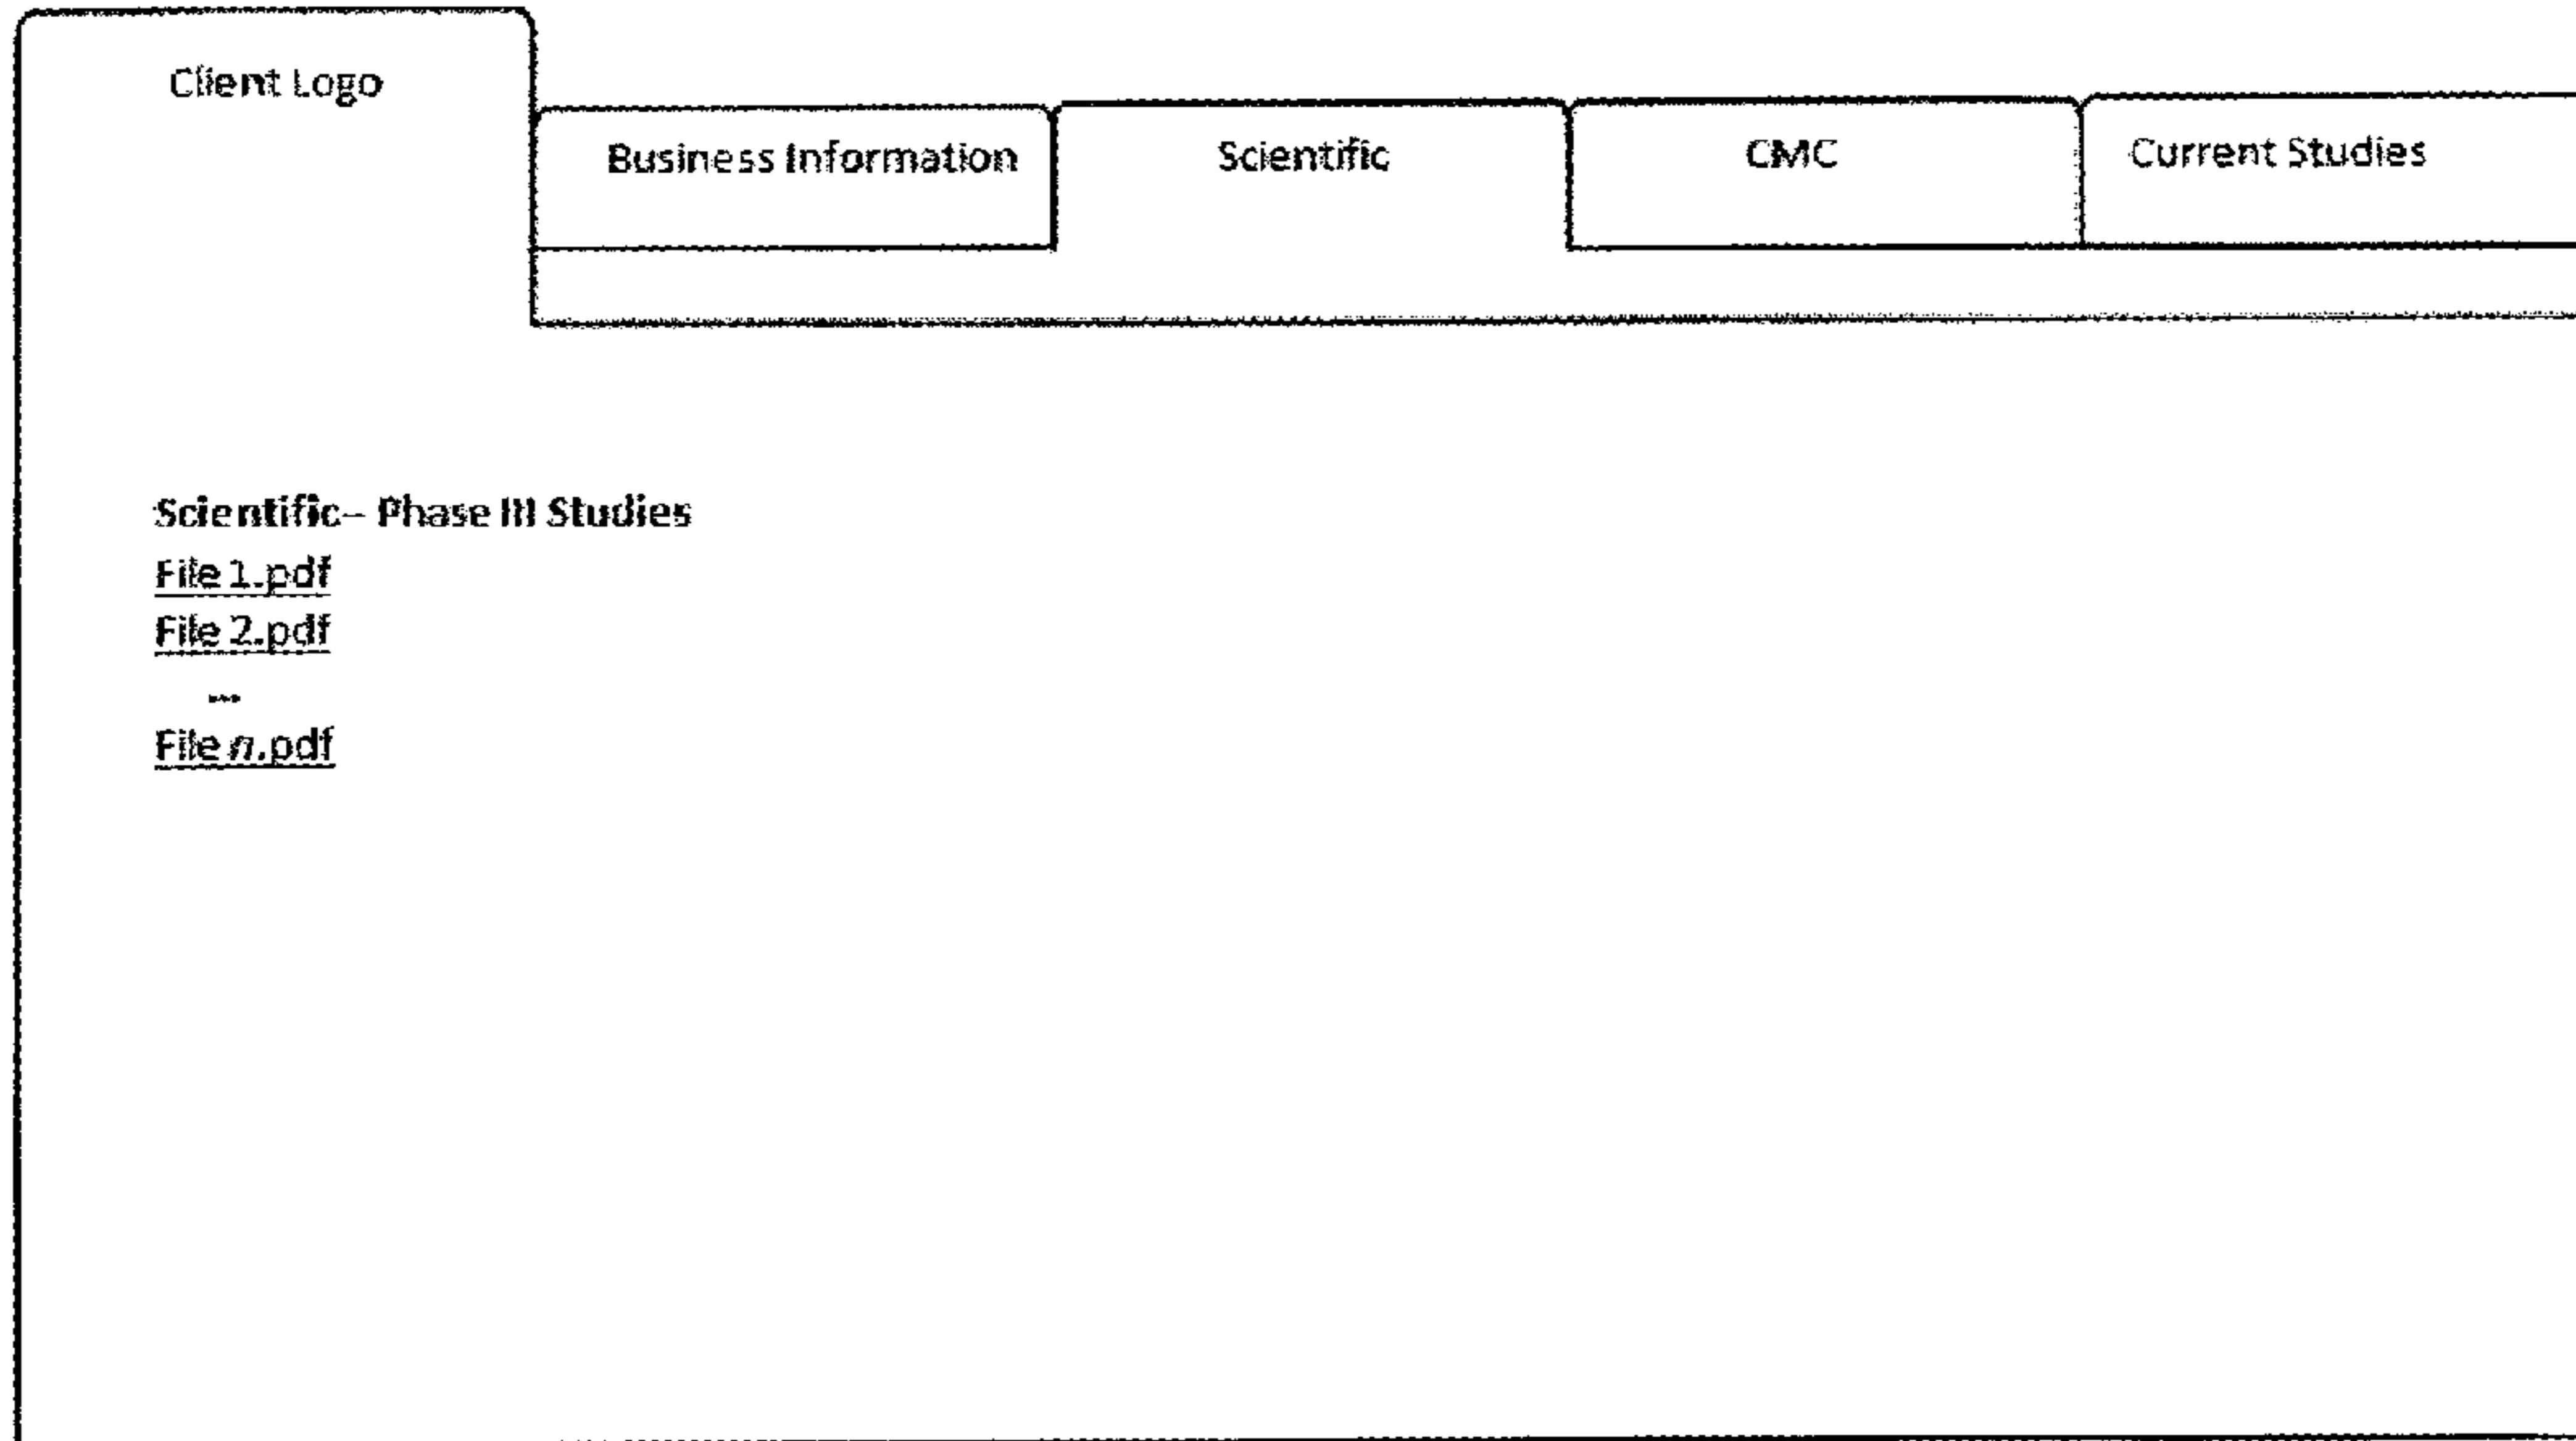 Client Logo
Business Information
Scientific
CMC
Current Studies
Scientific– Phase III Studies
File 1.pdf
File 2.pdf
...
File n.pdf